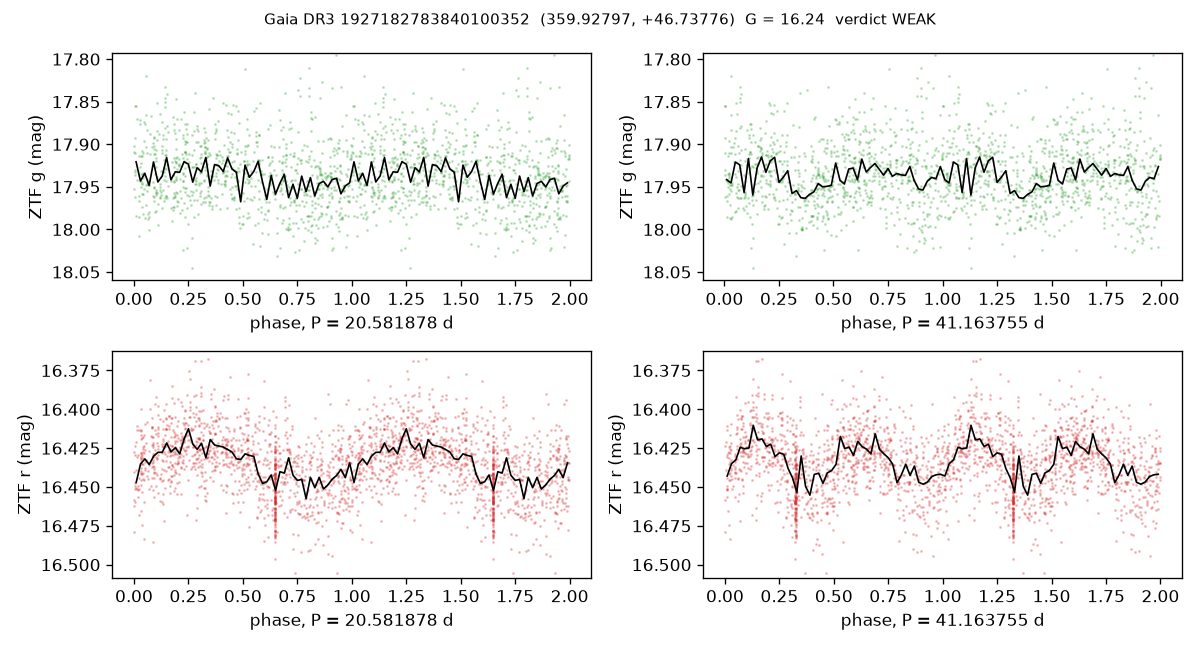 Gaia DR3 1927182783840100352 (359.92797, +46.73776) G = 16.24 verdict WEAK
ZTF g (mag)
17.80
17.85
17.90
17.95
18.00
18.05
0.00 0.25 0.50 0.75 1.00 1.25 1.50 1.75 2.00
phase, P = 20.581878 d
ZTF g (mag)
17.80
17.85
17.90
17.95
18.00
18.05
0.00 0.25 0.50 0.75 1.00 1.25 1.50 1.75 2.00
phase, P = 41.163755 d
ZTF r (mag)
16.375
16.400
16.425
16.450
16.475
16.500
0.00 0.25 0.50 0.75 1.00 1.25 1.50 1.75 2.00
phase, P = 20.581878 d
ZTF r (mag)
16.375
16.400
16.425
16.450
16.475
16.500
0.00 0.25 0.50 0.75 1.00 1.25 1.50 1.75 2.00
phase, P = 41.163755 d